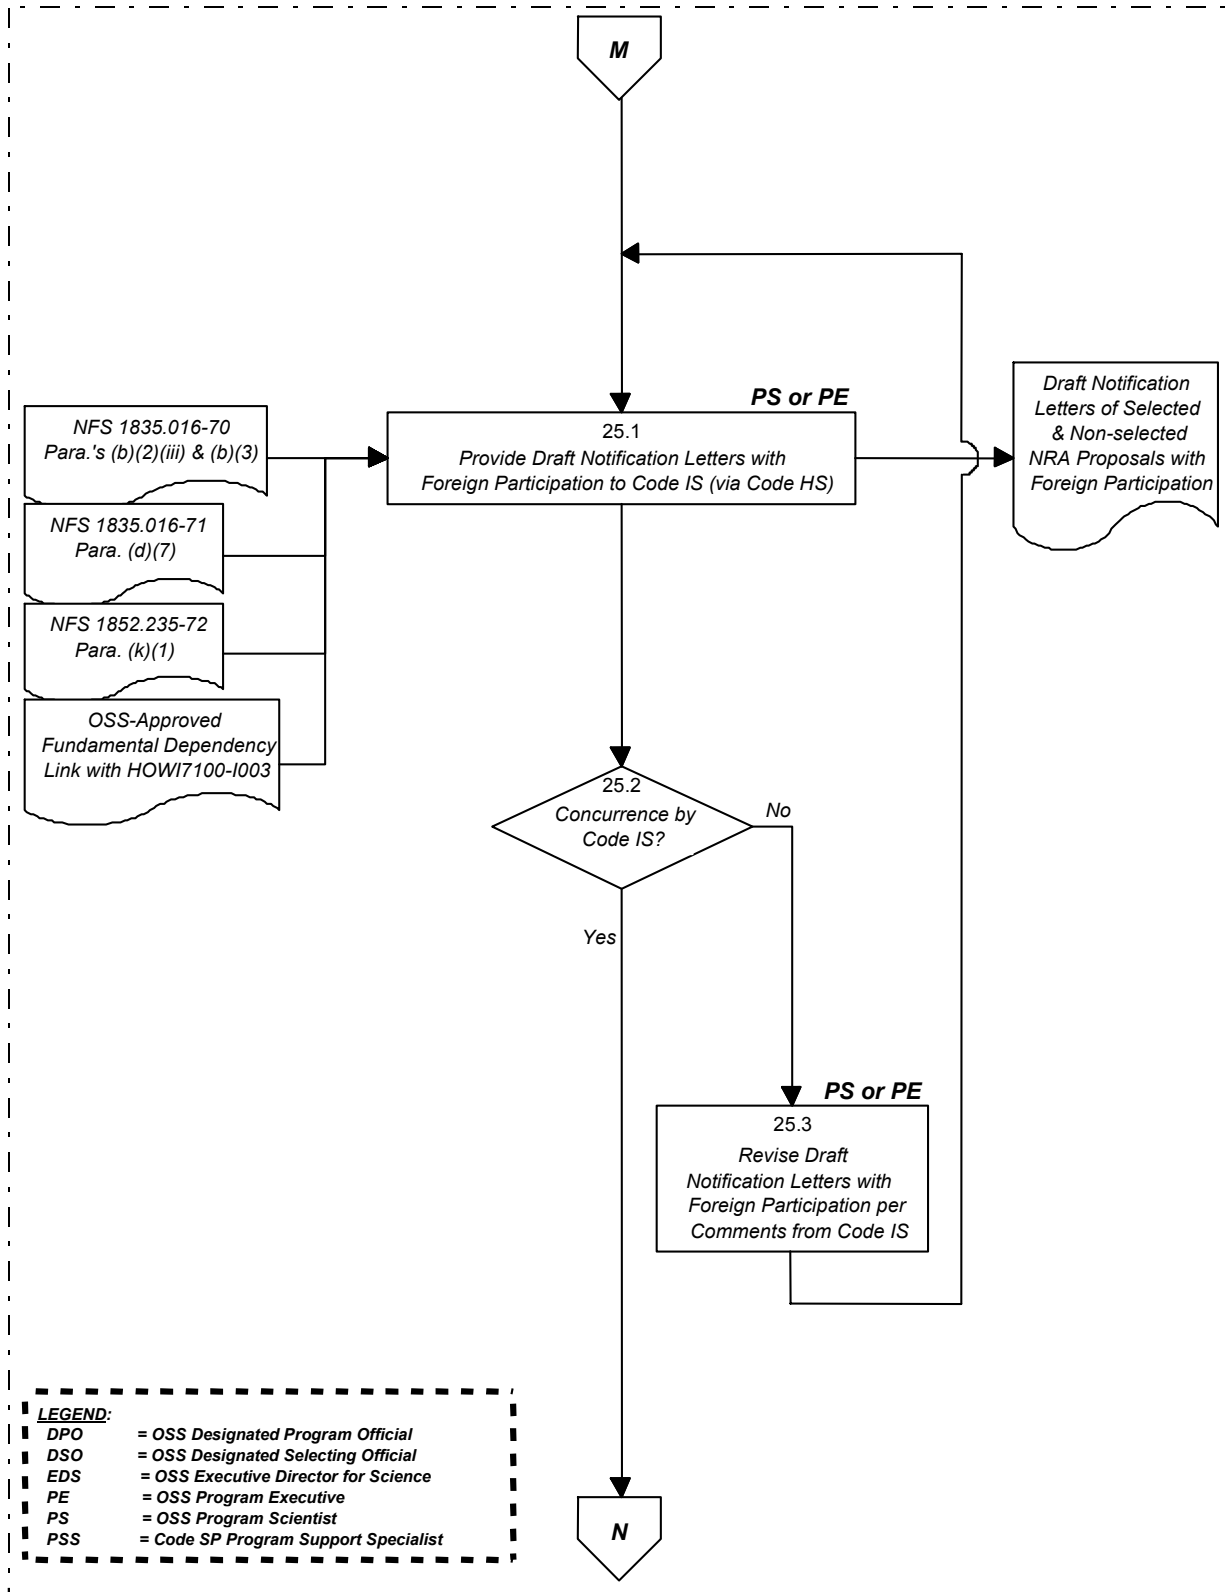 M
PS or PE
25.1
Provide Draft Notification Letters with
Foreign Participation to Code IS (via Code HS)
NFS 1835.016-70
Para.'s (b)(2)(iii) & (b)(3)
NFS 1835.016-71
Para. (d)(7)
NFS 1852.235-72
Para. (k)(1)
OSS-Approved
Fundamental Dependency
Link with HOWI7100-I003
Draft Notification
Letters of Selected
& Non-selected
NRA Proposals with
Foreign Participation
25.2
Concurrence by
Code IS?
No
Yes
PS or PE
25.3
Revise Draft
Notification Letters with
Foreign Participation per
Comments from Code IS
LEGEND:
DPO = OSS Designated Program Official
DSO = OSS Designated Selecting Official
EDS = OSS Executive Director for Science
PE = OSS Program Executive
PS = OSS Program Scientist
PSS = Code SP Program Support Specialist
N